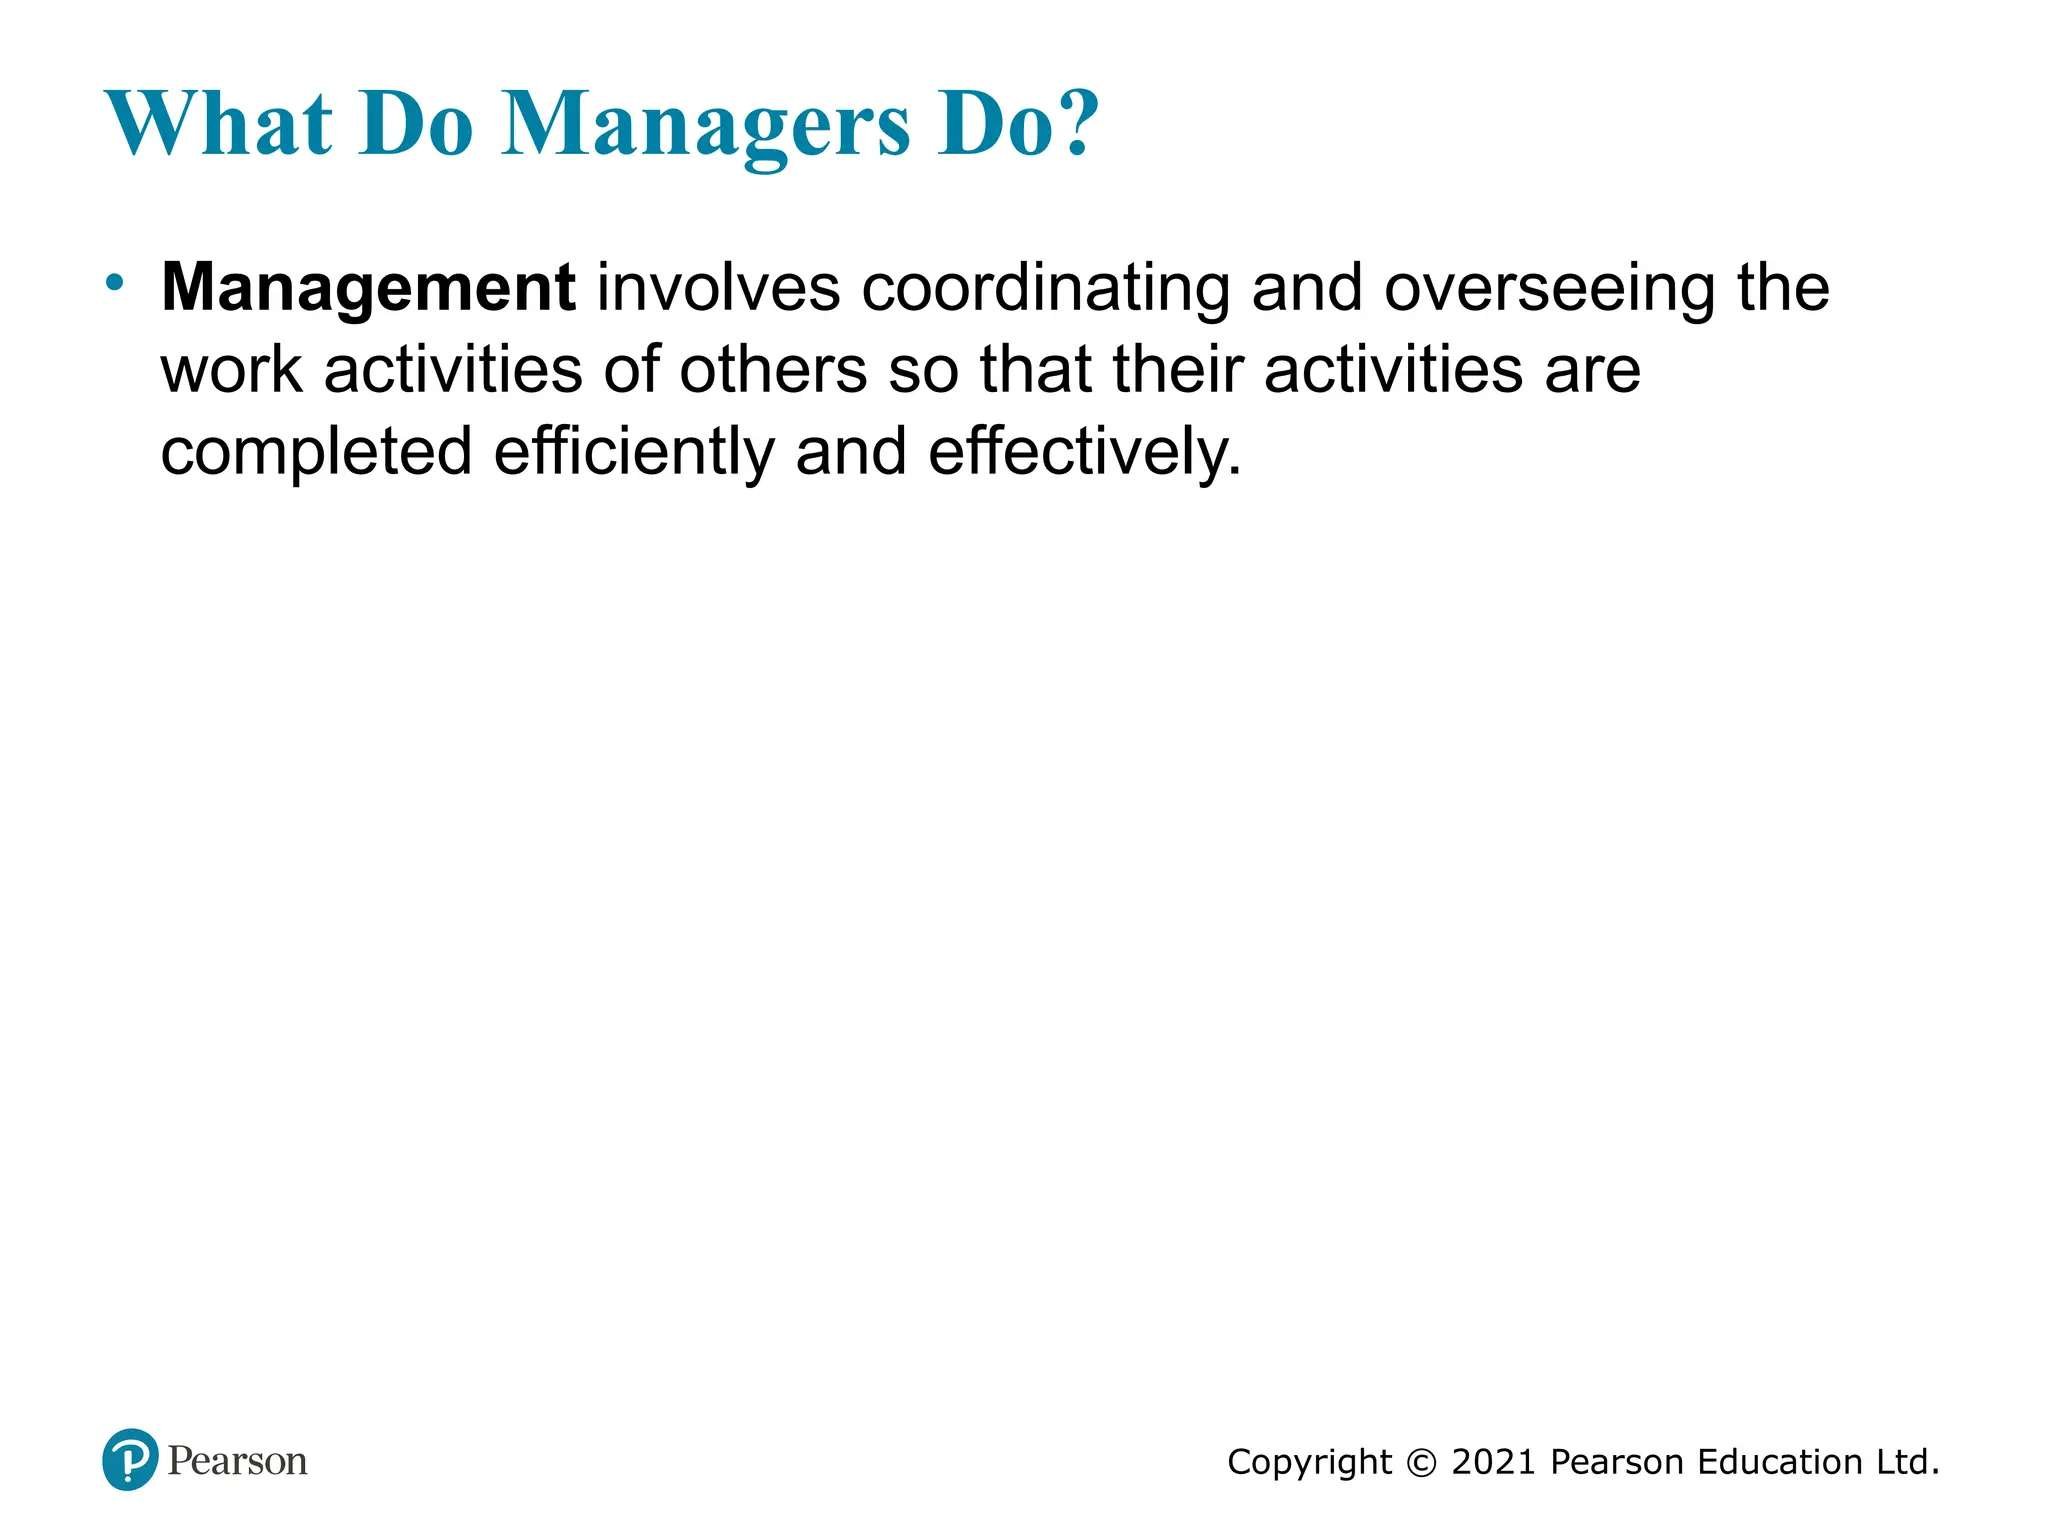 What Do Managers Do?
• Management involves coordinating and overseeing the
work activities of others so that their activities are
completed efficiently and effectively.
Pearson
Copyright © 2021 Pearson Education Ltd.